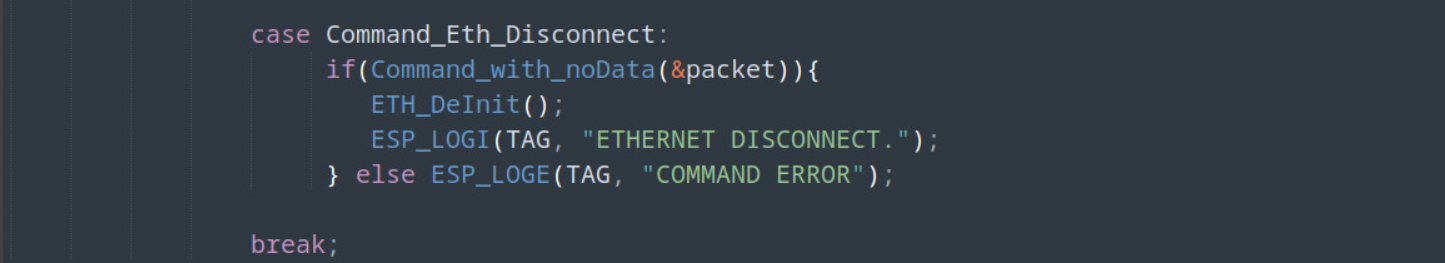 case Command_Eth_Disconnect:
if(Command_with_noData(&packet)){
ETH_DeInit();
ESP_LOGI(TAG, "ETHERNET DISCONNECT.");
} else ESP_LOGE(TAG, "COMMAND ERROR");
break;